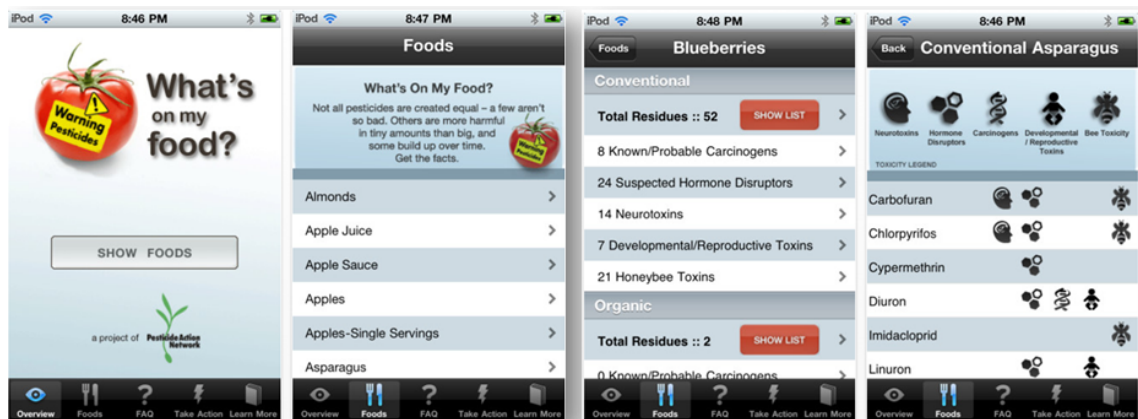 iPod 8:46 PM
What's
on my
food?
Warning
Pesticides
SHOW FOODS
a project of Pesticide Action
Network
Overview Foods FAQ Take Action Learn More
iPod 8:47 PM
Foods
What's On My Food?
Not all pesticides are created equal – a few aren't
so bad. Others are more harmful
in tiny amounts than big, and
some build up over time.
Get the facts.
Warning
Pesticides
Almonds
Apple Juice
Apple Sauce
Apples
Apples-Single Servings
Asparagus
Overview Foods FAQ Take Action Learn More
iPod 8:48 PM
Foods Blueberries
Conventional
Total Residues :: 52 SHOW LIST
8 Known/Probable Carcinogens
24 Suspected Hormone Disruptors
14 Neurotoxins
7 Developmental/Reproductive Toxins
21 Honeybee Toxins
Organic
Total Residues :: 2 SHOW LIST
0 Known/Probable Carcinogens
Overview Foods FAQ Take Action Learn More
iPod 8:46 PM
Back Conventional Asparagus
Neurotoxins Hormone Disruptors Carcinogens Developmental / Reproductive Toxins Bee Toxicity
TOXICITY LEGEND
Carbofuran
Chlorpyrifos
Cypermethrin
Diuron
Imidacloprid
Linuron
Overview Foods FAQ Take Action Learn More